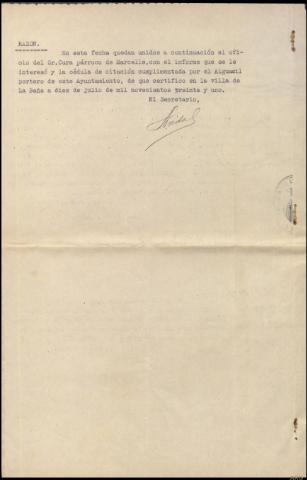 RAZON.
En esta fecha quedan unidos a continuación el ofi-
cio del Sr.Cura párroco de Marcelle,con el informe que se le
interesó y la cédula de citación cumplimentada por el Alguacil
portero de este Ayuntamiento, de que certifico en la villa de
La Baña a diez de julio de mil novecientos treinta y uno.
El Secretario,